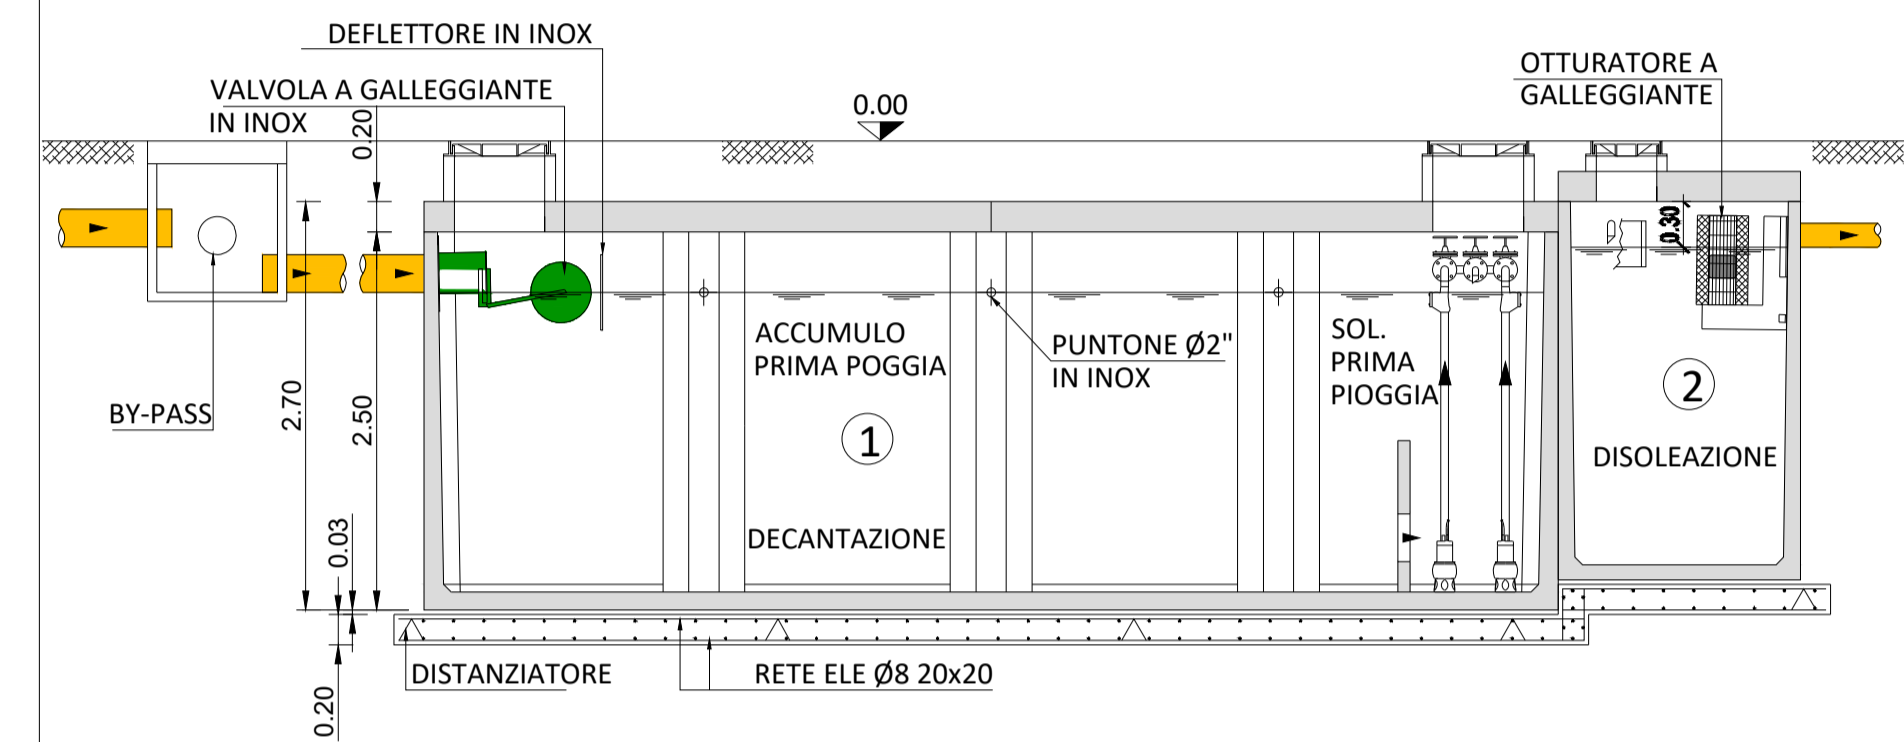 DEFLETTORE IN INOX
VALVOLA A GALLEGGIANTE
IN INOX
0.20
0.00
OTTURATORE A
GALLEGGIANTE
0.30
ACCUMULO
PRIMA POGGIA
PUNTONE Ø2"
IN INOX
SOL.
PRIMA
PIOGGIA
BY-PASS
2.70
2.50
1
2
DECANTAZIONE
DISOLEAZIONE
0.03
DISTANZIATORE
RETE ELE Ø8 20x20
0.20